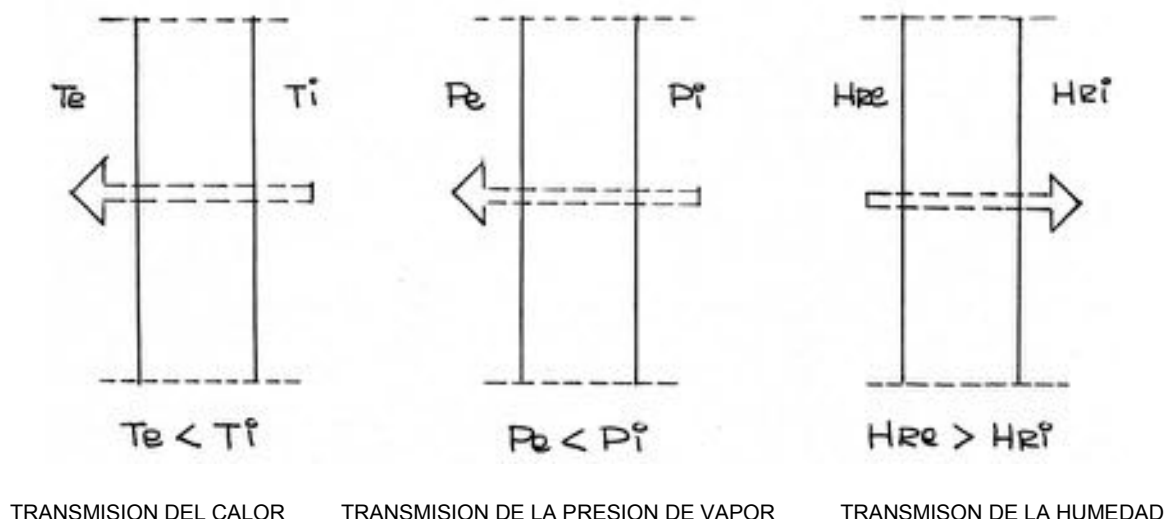 Te Ti Pe Pi HRe HRi
Te < Ti Pe < Pi HRe > HRi
TRANSMISION DEL CALOR TRANSMISION DE LA PRESION DE VAPOR TRANSMISON DE LA HUMEDAD